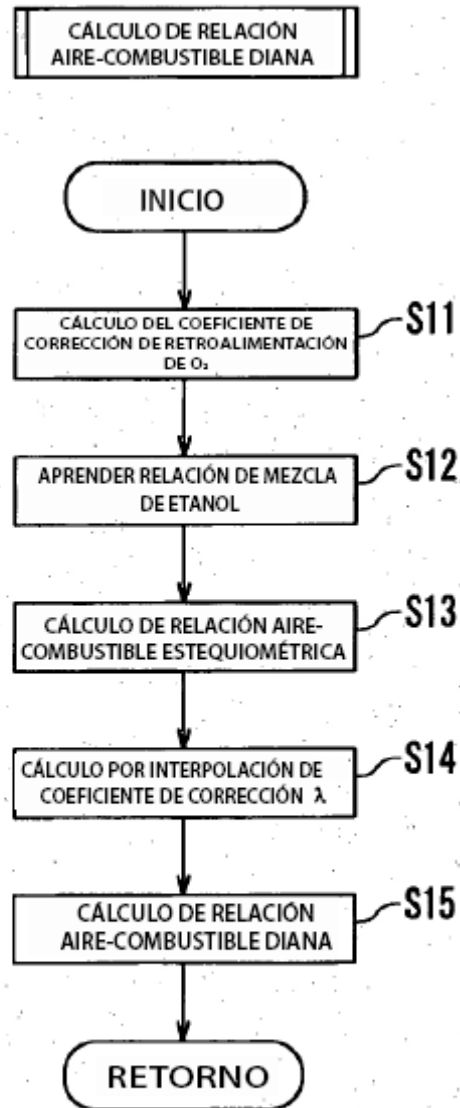 CÁLCULO DE RELACIÓN
AIRE-COMBUSTIBLE DIANA
INICIO
CÁLCULO DEL COEFICIENTE DE
CORRECCIÓN DE RETROALIMENTACIÓN
DE O₂
S11
APRENDER RELACIÓN DE MEZCLA
DE ETANOL
S12
CÁLCULO DE RELACIÓN AIRE-
COMBUSTIBLE ESTEQUIOMÉTRICA
S13
CÁLCULO POR INTERPOLACIÓN DE
COEFICIENTE DE CORRECCIÓN λ
S14
CÁLCULO DE RELACIÓN
AIRE-COMBUSTIBLE DIANA
S15
RETORNO